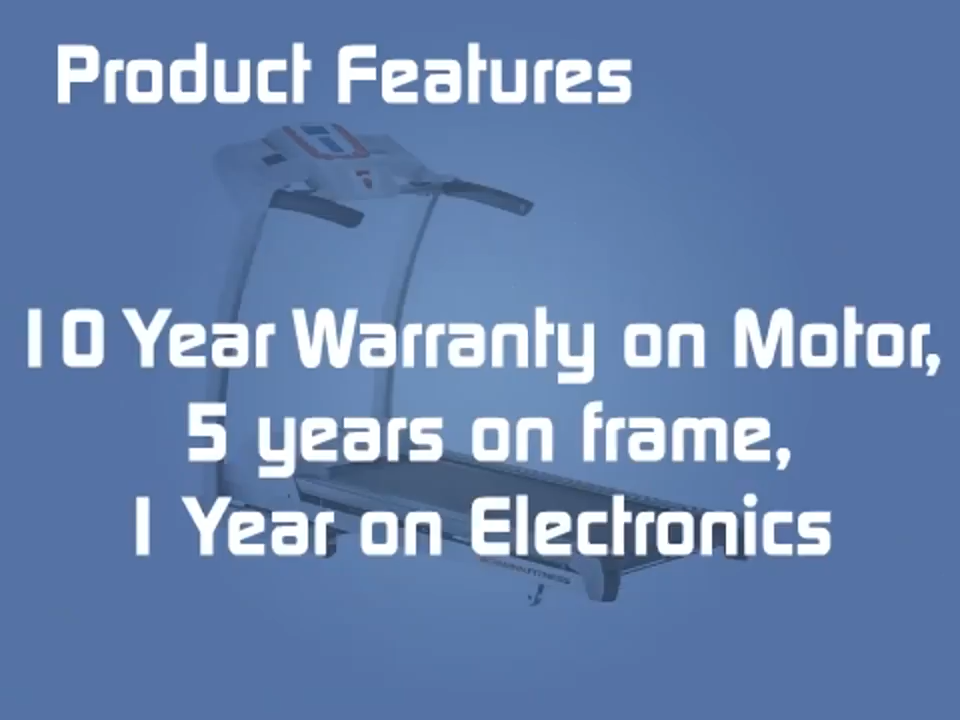 Product Features
10 Year Warranty on Motor,
5 years on frame,
1 Year on Electronics